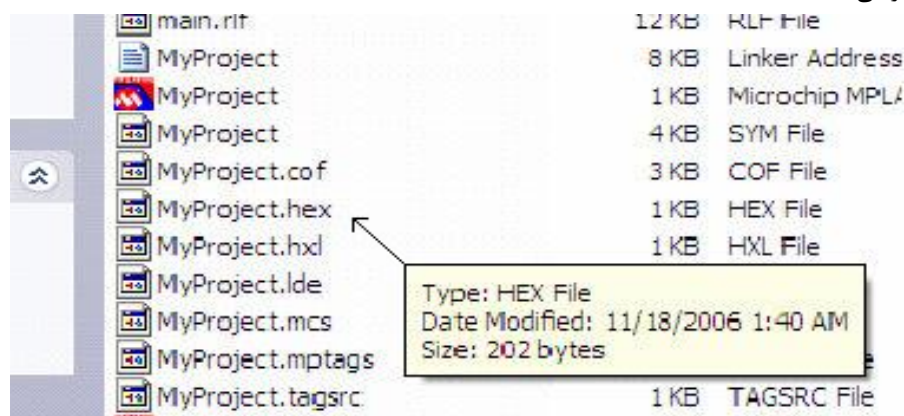 main.rlf 12 KB RLF File
MyProject 8 KB Linker Address
MyProject 1 KB Microchip MPLA
MyProject 4 KB SYM File
MyProject.cof 3 KB COF File
MyProject.hex 1 KB HEX File
MyProject.hxl 1 KB HXL File
MyProject.lde
Type: HEX File
MyProject.mcs
Date Modified: 11/18/2006 1:40 AM
MyProject.mptags
Size: 202 bytes
MyProject.tagsrc 1 KB TAGSRC File